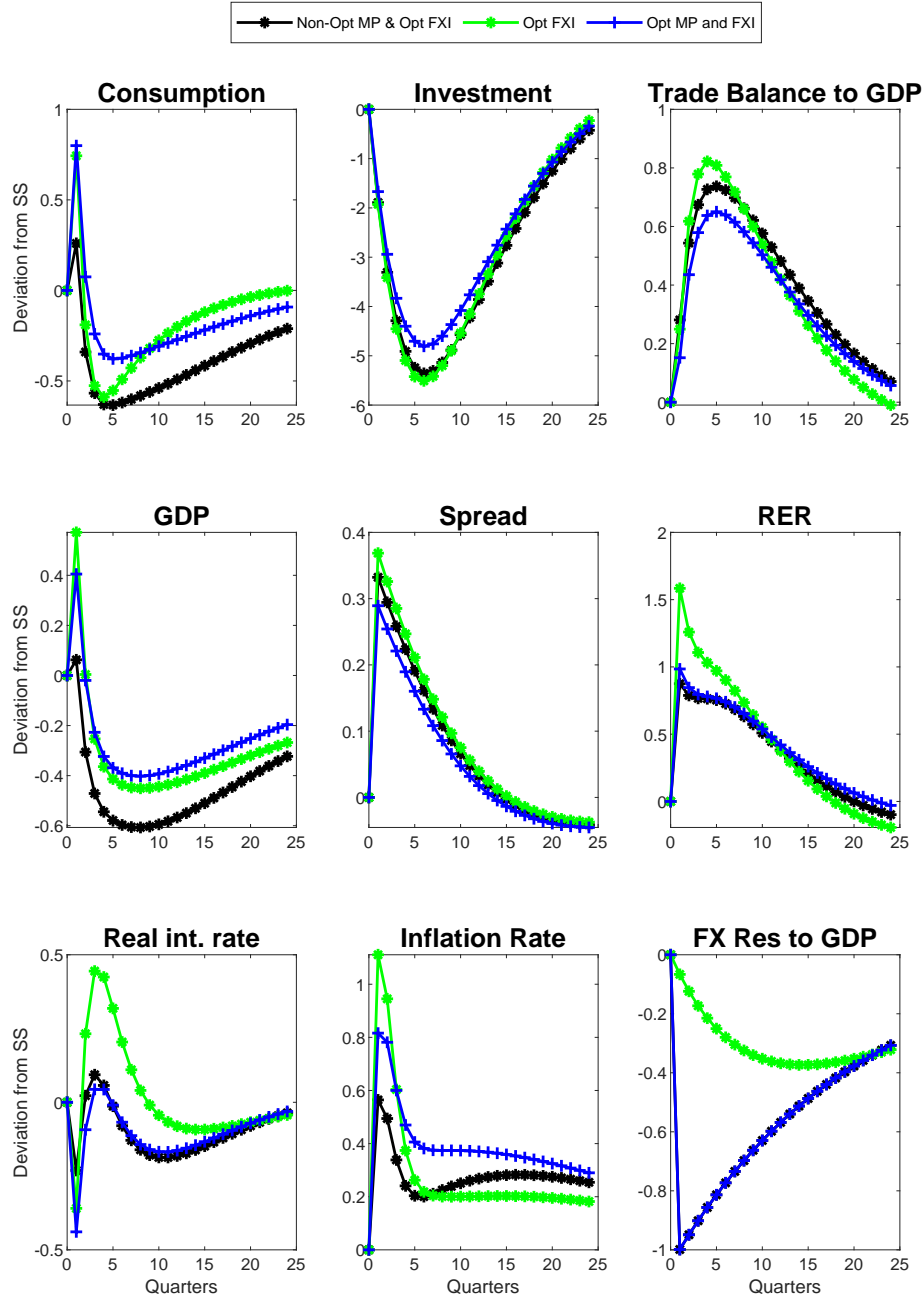 Non-Opt MP & Opt FXI Opt FXI Opt MP and FXI
Consumption Investment Trade Balance to GDP
Deviation from SS
1
0.5
0
-0.5
0 5 10 15 20 25
0
-1
-2
-3
-4
-5
-6
0 5 10 15 20 25
1
0.8
0.6
0.4
0.2
0
0 5 10 15 20 25
GDP Spread RER
Deviation from SS
0.4
0.2
0
-0.2
-0.4
-0.6
0 5 10 15 20 25
0.4
0.3
0.2
0.1
0
0 5 10 15 20 25
2
1.5
1
0.5
0
0 5 10 15 20 25
Real int. rate Inflation Rate FX Res to GDP
Deviation from SS
0.5
0
-0.5
0 5 10 15 20 25
Quarters
1
0.8
0.6
0.4
0.2
0
0 5 10 15 20 25
Quarters
0
-0.2
-0.4
-0.6
-0.8
-1
0 5 10 15 20 25
Quarters